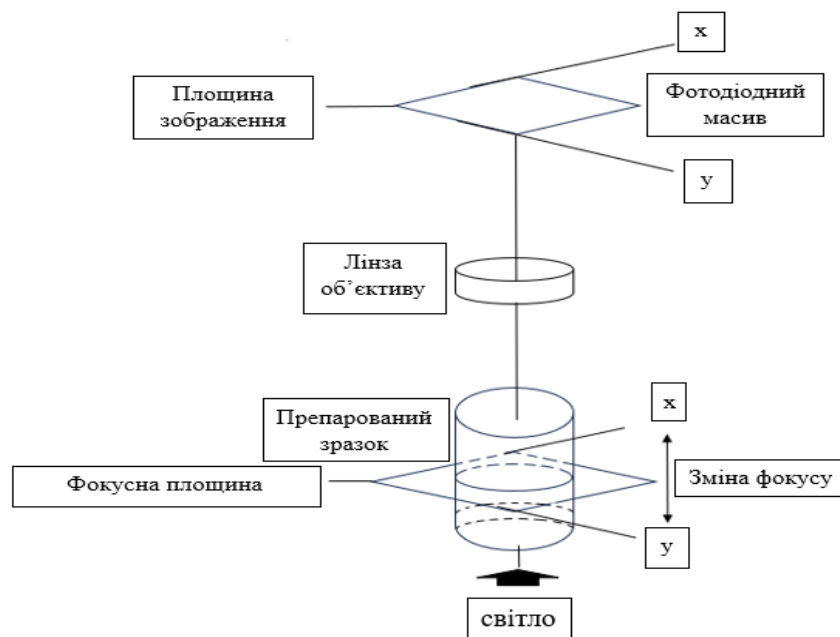 x
Площина
зображення
Фотодіодний
масив
y
Лінза
об’єктиву
x
Препарований
зразок
Фокусна площина
Зміна фокусу
y
світло